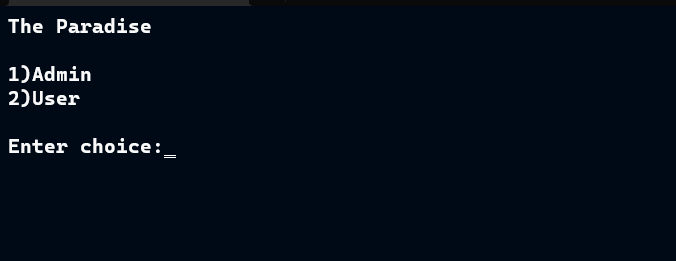 The Paradise
1)Admin
2)User
Enter choice:_